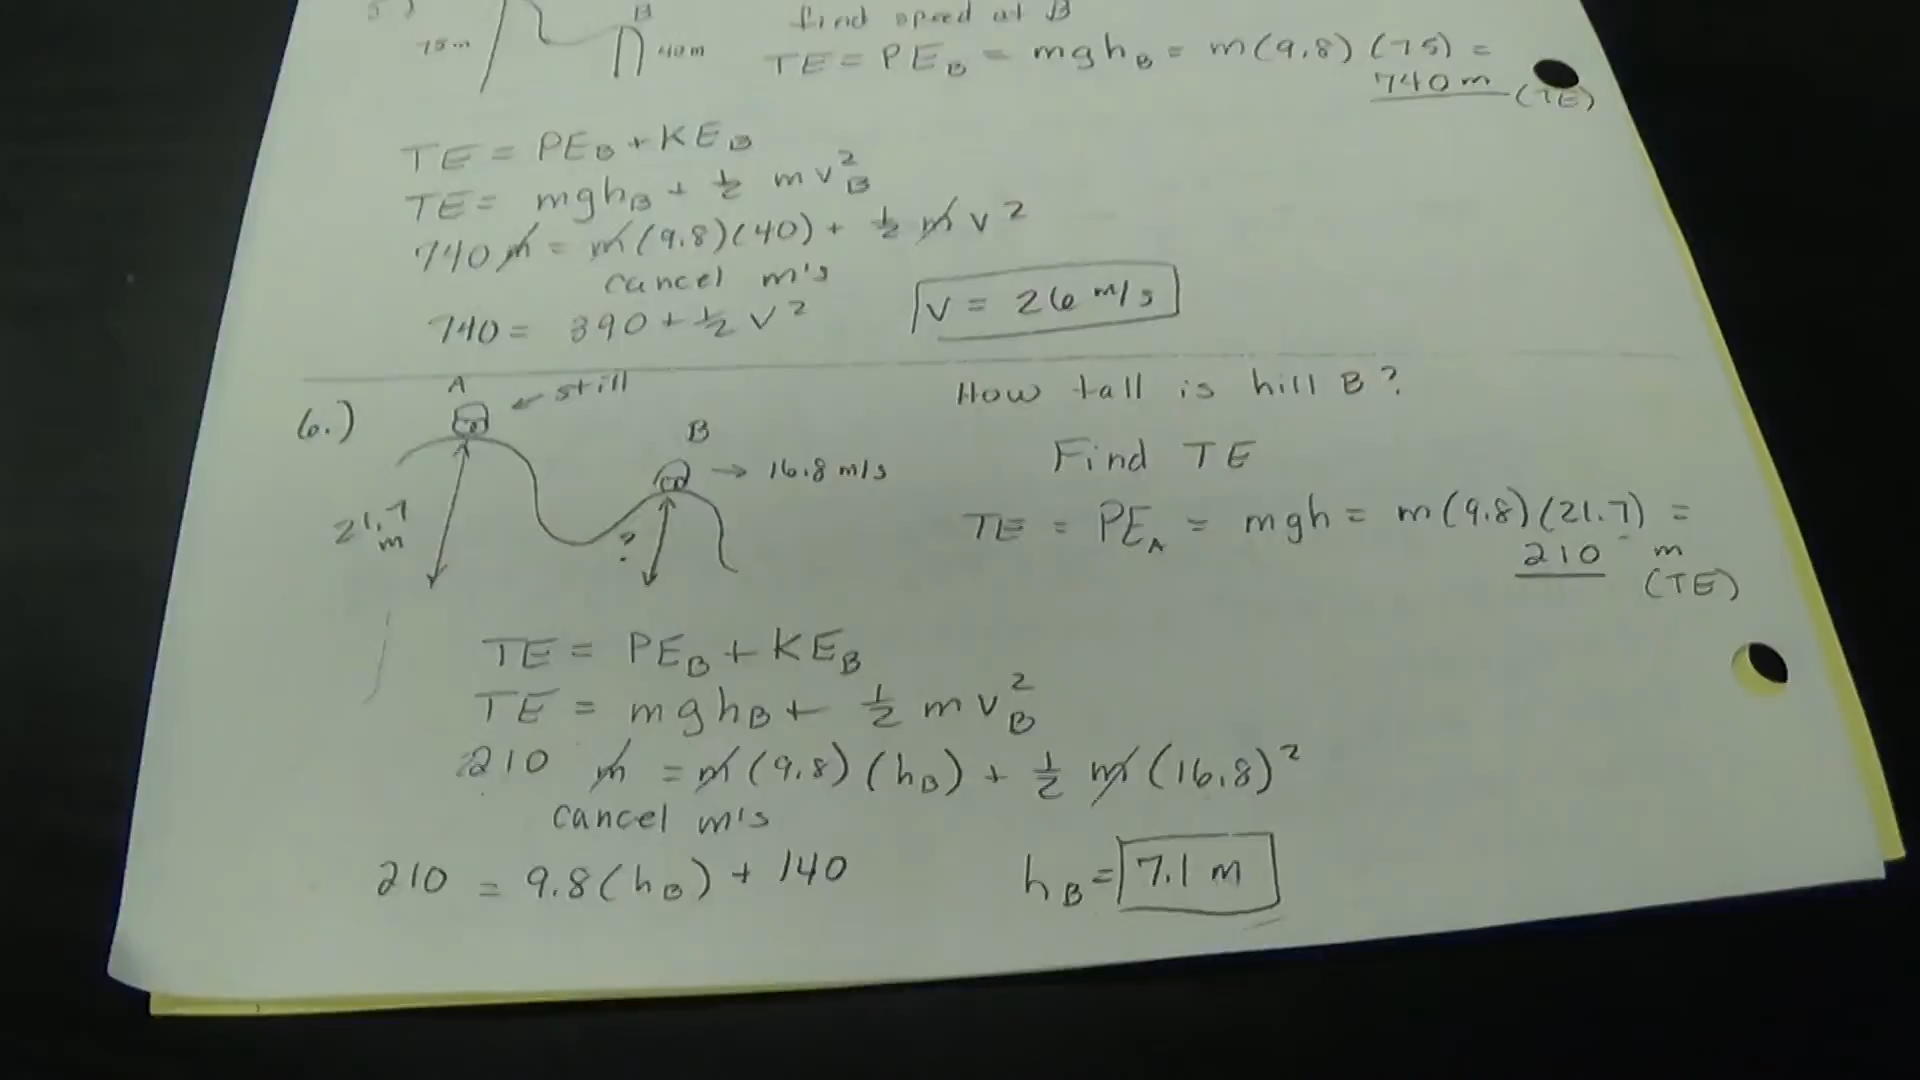 5.)
B
75m
40m
find speed at B
TE = PE_B = mgh_B = m(9.8)(75) =
740 m (TE)
TE = PE_B + KE_B
TE = mgh_B + ½ mv_B²
740 m = m(9.8)(40) + ½ m v²
cancel m's
740 = 390 + ½ v²
v = 26 m/s
6.)
A
still
B
16.8 m/s
21.7 m
?
How tall is hill B?
Find TE
TE = PE_A = mgh = m(9.8)(21.7) =
210 m
(TE)
TE = PE_B + KE_B
TE = mgh_B + ½ mv_B²
210 m = m(9.8)(h_B) + ½ m(16.8)²
cancel m's
210 = 9.8(h_B) + 140
h_B = 7.1 m